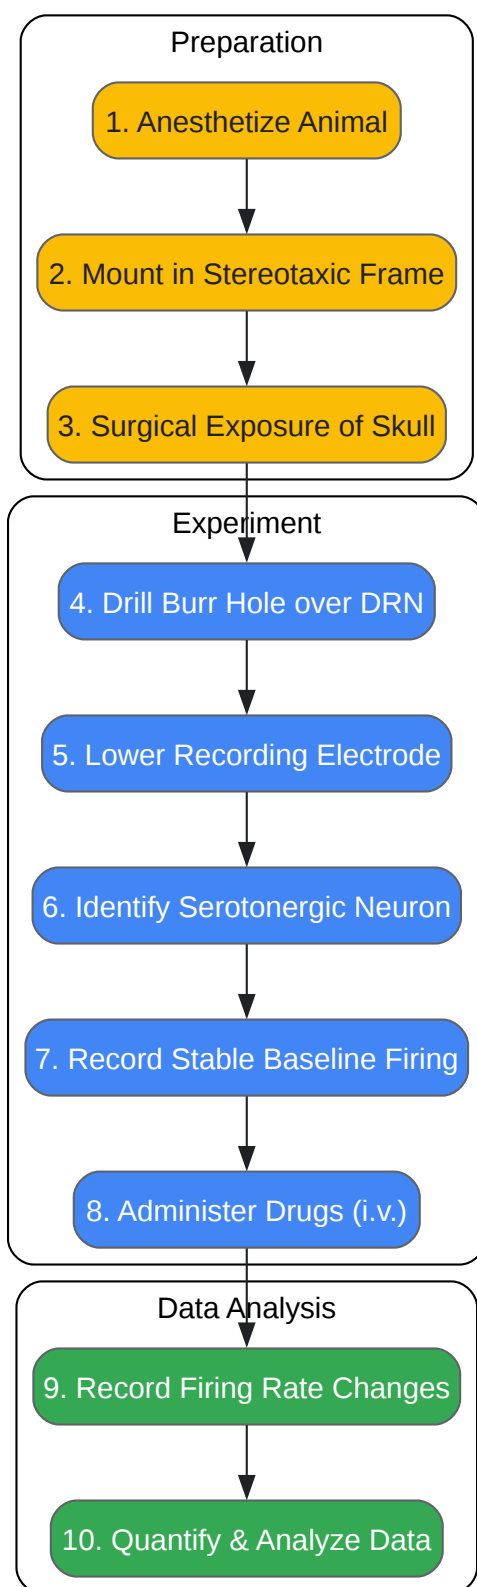 Preparation
1. Anesthetize Animal
2. Mount in Stereotaxic Frame
3. Surgical Exposure of Skull
Experiment
4. Drill Burr Hole over DRN
5. Lower Recording Electrode
6. Identify Serotonergic Neuron
7. Record Stable Baseline Firing
8. Administer Drugs (i.v.)
Data Analysis
9. Record Firing Rate Changes
10. Quantify & Analyze Data